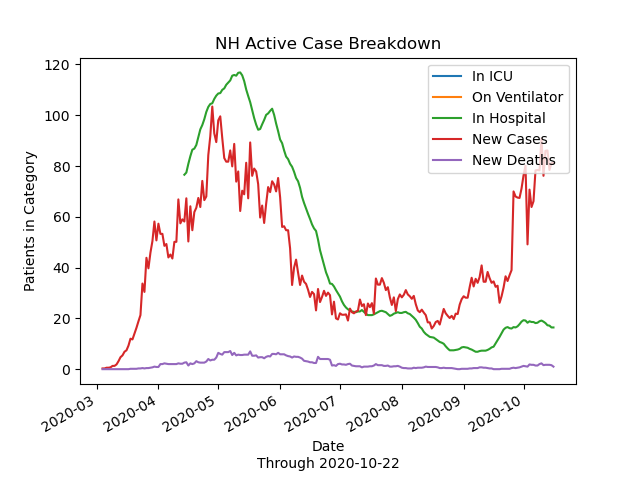 NH Active Case Breakdown
120
100
80
60
40
20
0
Patients in Category
In ICU
On Ventilator
In Hospital
New Cases
New Deaths
2020-03
2020-04
2020-05
2020-06
2020-07
2020-08
2020-09
2020-10
Date
Through 2020-10-22